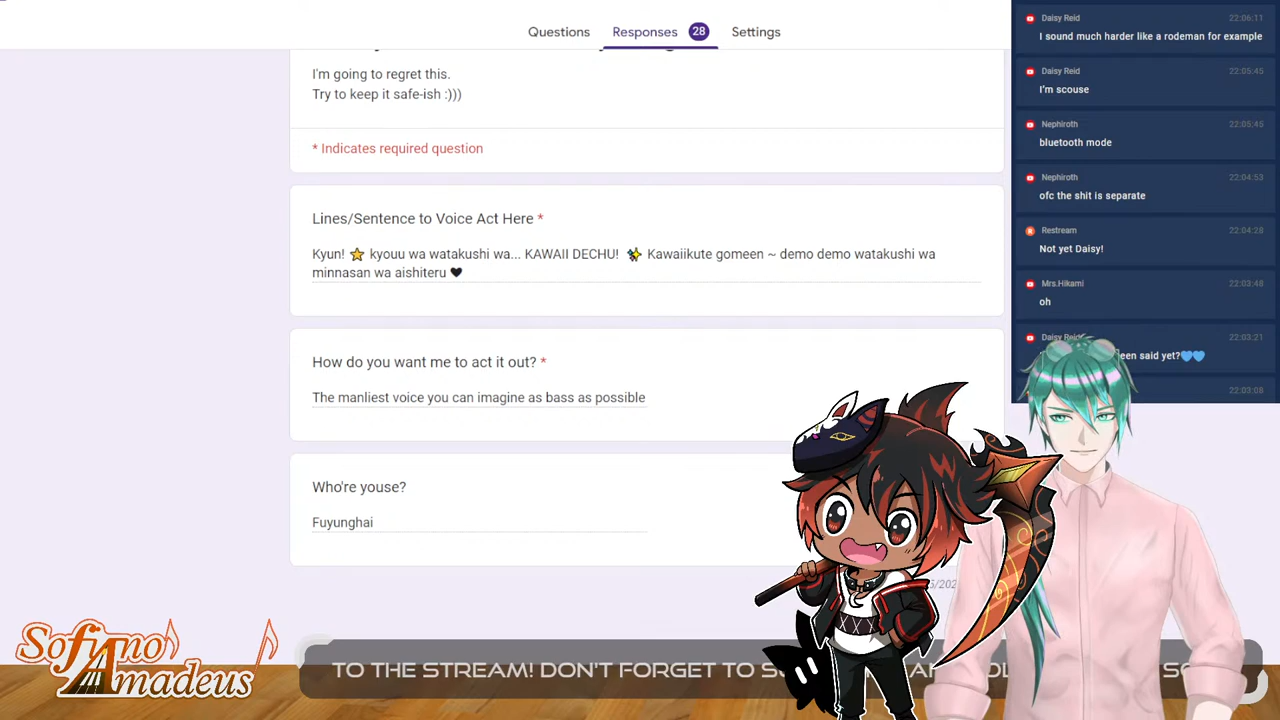 Questions
Responses 28
Settings
I'm going to regret this.
Try to keep it safe-ish :)))
* Indicates required question
Lines/Sentence to Voice Act Here *
Kyun! ⭐ kyouu wa watakushi wa... KAWAII DECHU! ✨ Kawaiikute gomeen ~ demo demo watakushi wa
minnasan wa aishiteru ♥
How do you want me to act it out? *
The manliest voice you can imagine as bass as possible
Who're youse?
Fuyunghai
Daisy Reid 22:06:11
I sound much harder like a rodeman for example
Daisy Reid 22:05:45
I'm scouse
Nephiroth 22:05:45
bluetooth mode
Nephiroth 22:04:53
ofc the shit is separate
Restream 22:04:28
Not yet Daisy!
Mrs.Hikami 22:03:48
oh
Daisy Reid 22:03:21
said yet?💙💙
22:03:08
Sofiano
Amadeus
TO THE STREAM! DON'T FORGET TO